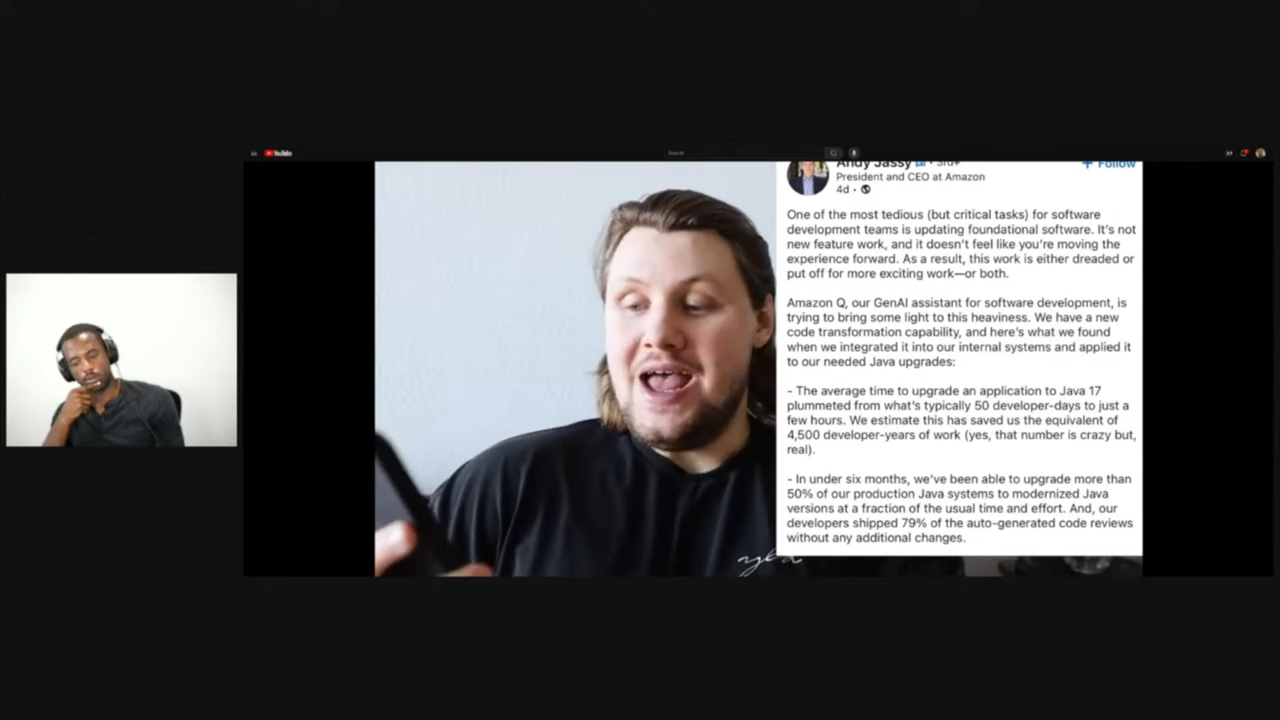 YouTube
Search
Andy Jassy • 3rd+
+ Follow
President and CEO at Amazon
4d •
One of the most tedious (but critical tasks) for software
development teams is updating foundational software. It's not
new feature work, and it doesn't feel like you're moving the
experience forward. As a result, this work is either dreaded or
put off for more exciting work—or both.
Amazon Q, our GenAI assistant for software development, is
trying to bring some light to this heaviness. We have a new
code transformation capability, and here's what we found
when we integrated it into our internal systems and applied it
to our needed Java upgrades:
- The average time to upgrade an application to Java 17
plummeted from what's typically 50 developer-days to just a
few hours. We estimate this has saved us the equivalent of
4,500 developer-years of work (yes, that number is crazy but,
real).
- In under six months, we've been able to upgrade more than
50% of our production Java systems to modernized Java
versions at a fraction of the usual time and effort. And, our
developers shipped 79% of the auto-generated code reviews
without any additional changes.